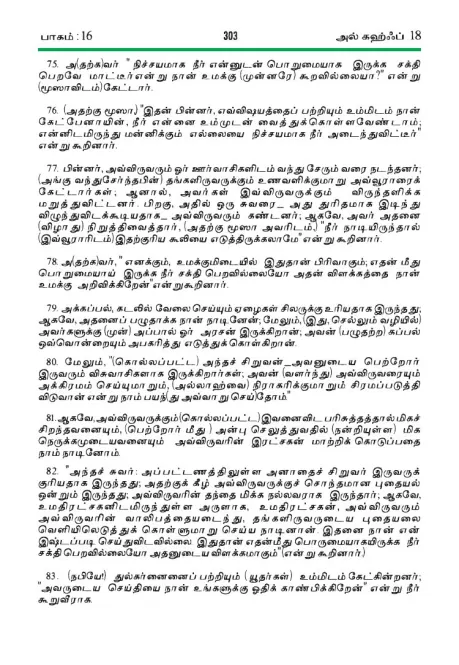 பாகம் : 16 303 அல் கஹ்ஃப் 18
75. அ(தற்க)வர் " நிச்சயமாக நீர் என்னுடன் பொறுமையாக இருக்க சக்தி
பெறவே மாட்டீர் என்று நான் உமக்கு (முன்னரே) கூறவில்லையா?" என்று
(மூஸாவிடம்)கேட்டார்.
76. (அதற்கு மூஸா,) "இதன் பின்னர், எவ்விஷயத்தைப் பற்றியும் உம்மிடம் நான்
கேட்பேனாயின், நீர் என்னை உம்முடன் வைத்துக்கொள்ளவேண்டாம்;
என்னிடமிருந்து மன்னிக்கும் எல்லையை நிச்சயமாக நீர் அடைந்துவிட்டீர்"
என்று கூறினார்.
77. பின்னர், அவ்விருவரும் ஓர் ஊர்வாசிகளிடம் வந்து சேரும் வரை நடந்தனர்;
(அங்கு வந்துசேர்ந்தபின்) தங்களிருவருக்கும் உணவளிக்குமாறு அவ்வூராரைக்
கேட்டார்கள்; ஆனால், அவர்கள் இவ்விருவருக்கும் விருந்தளிக்க
மறுத்துவிட்டனர். பிறகு, அதில் ஒரு சுவரை_ அது துரிதமாக இடிந்து
விழுந்துவிடக்கூடியதாக_ அவ்விருவரும் கண்டனர்; ஆகவே, அவர் அதனை
(விழாது) நிறுத்திவைத்தார், (அதற்கு மூஸா அவரிடம்,) "நீர் நாடியிருந்தால்
(இவ்வூராரிடம்)இதற்குரிய கூலியை எடுத்திருக்கலாமே"என்று கூறினார்.
78. அ(தற்க)வர், " எனக்கும், உமக்குமிடையில் இதுதான் பிரிவாகும்; எதன் மீது
பொறுமையாய் இருக்க நீர் சக்தி பெறவில்லையோ அதன் விளக்கத்தை நான்
உமக்கு அறிவிக்கிறேன்"என்றுகூறினார்.
79. அக்கப்பல், கடலில் வேலை செய்யும் ஏழைகள் சிலருக்கு உரியதாக இருந்தது;
ஆகவே, அதனைப் பழுதாக்க நான் நாடினேன்; மேலும், (இது, செல்லும் வழியில்)
அவர்களுக்கு (முன்) அப்பால் ஓர் அரசன் இருக்கிறான்; அவன் (பழுதற்ற) கப்பல்
ஒவ்வொன்றையும் அபகரித்து எடுத்துக்கொள்கிறான்.
80. மேலும், "(கொல்லப்பட்ட) அந்தச் சிறுவன்_அவனுடைய பெற்றோர்
இருவரும் விசுவாசிகளாக இருக்கிறார்கள்; அவன் (வளர்ந்து) அவ்விருவரையும்
அக்கிரமம் செய்யுமாறும், (அல்லாஹ்வை) நிராகரிக்குமாறும் சிரமப்படுத்தி
விடுவான் என்று நாம் பயந்து அவ்வாறு செய்தோம்."
81.ஆகவே,அவ்விருவருக்கும்(கொல்லப்பட்ட)இவனைவிட பரிசுத்தத்தால் மிகச்
சிறந்தவனையும், (பெற்றோர் மீது ) அன்பு செலுத்துவதில் (நன்றியுள்ள) மிக
நெருக்கமுடையவனையும் அவ்விருவரின் இரட்சகன் மாற்றிக் கொடுப்பதை
நாம் நாடினோம்.
82. "அந்தச் சுவர்: அப்பட்டணத்திலுள்ள அனாதைச் சிறுவர் இருவருக்
குரியதாக இருந்தது; அதற்குக் கீழ் அவ்விருவருக்குச் சொந்தமான புதையல்
ஒன்றும் இருந்தது; அவ்விருவரின் தந்தை மிக்க நல்லவராக இருந்தார்; ஆகவே,
உமதிரட்சகனிடமிருந்துள்ள அருளாக, உமதிரட்சகன், அவ்விருவரும்
அவ்விருவரின் வாலிபத்தையடைந்து, தங்களிருவருடைய புதையலை
வெளியிலெடுத்துக் கொள்ளுமாறு செய்ய நாடினான். இதனை நான் என்
இஷ்டப்படி செய்துவிடவில்லை. இதுதான் எதன்மீது பொறுமையாகயிருக்க நீர்
சக்தி பெறவில்லையோ அதனுடைய விளக்கமாகும்"(என்று கூறினார்.)
83. (நபியே!) துல்கர்னைனைப் பற்றியும் (யூதர்கள்) உம்மிடம் கேட்கின்றனர்;
"அவருடைய செய்தியை நான் உங்களுக்கு ஓதிக் காண்பிக்கிறேன்" என்று நீர்
கூறுவீராக.